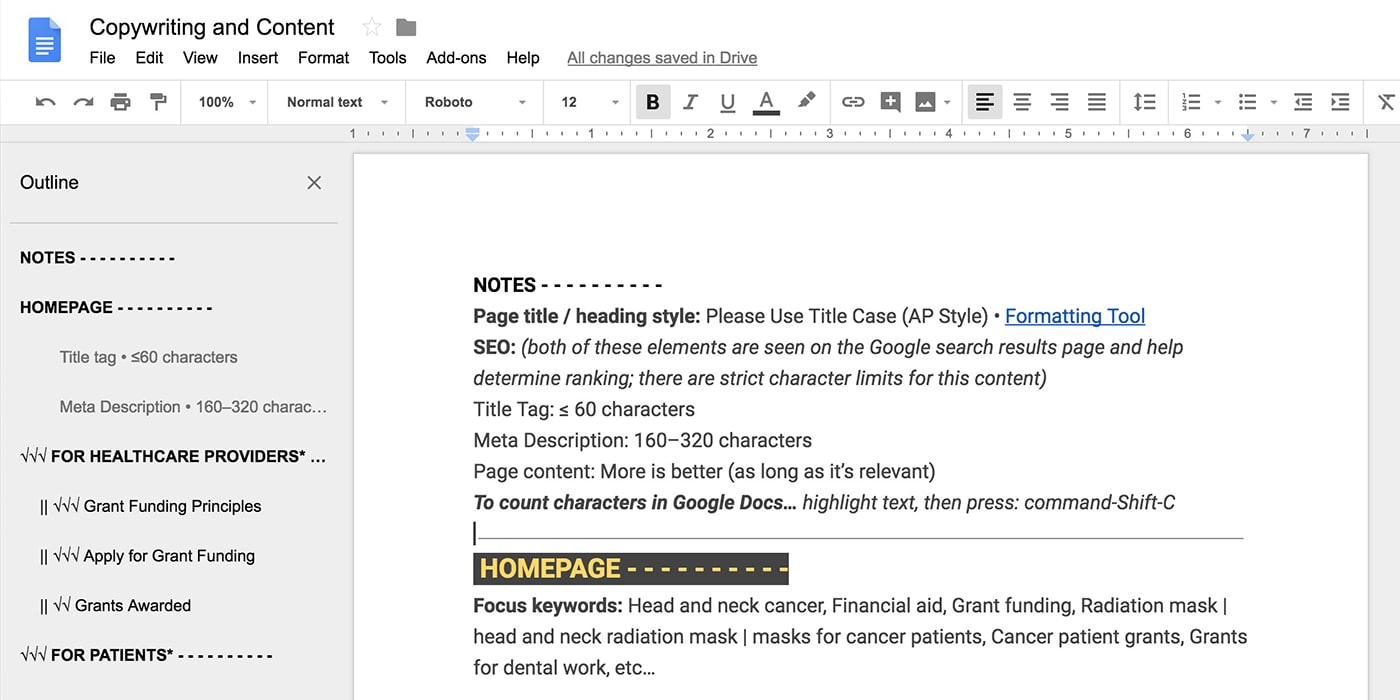 Copywriting and Content
File Edit View Insert Format Tools Add-ons Help All changes saved in Drive
100% Normal text Roboto 12 B I U A
1 1 2 3 4 5 6 7
Outline
NOTES - - - - - - - - - -
HOMEPAGE - - - - - - - - - -
Title tag • ≤60 characters
Meta Description • 160–320 charac…
√√√ FOR HEALTHCARE PROVIDERS* …
|| √√√ Grant Funding Principles
|| √√√ Apply for Grant Funding
|| √√ Grants Awarded
√√√ FOR PATIENTS* - - - - - - - - - -
NOTES - - - - - - - - - -
Page title / heading style: Please Use Title Case (AP Style) • Formatting Tool
SEO: (both of these elements are seen on the Google search results page and help
determine ranking; there are strict character limits for this content)
Title Tag: ≤ 60 characters
Meta Description: 160–320 characters
Page content: More is better (as long as it’s relevant)
To count characters in Google Docs… highlight text, then press: command-Shift-C
HOMEPAGE - - - - - - - - - -
Focus keywords: Head and neck cancer, Financial aid, Grant funding, Radiation mask |
head and neck radiation mask | masks for cancer patients, Cancer patient grants, Grants
for dental work, etc…